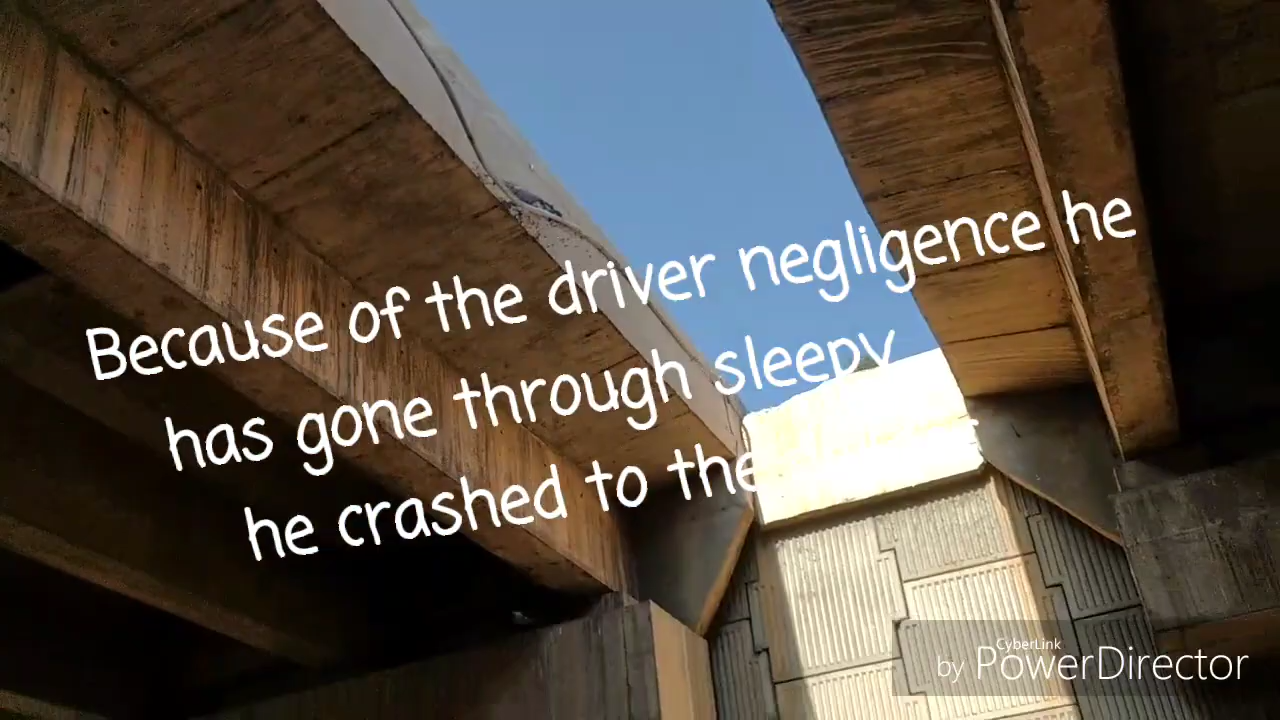 Because of the driver negligence he
has gone through sleepy
he crashed to the
CyberLink
by PowerDirector